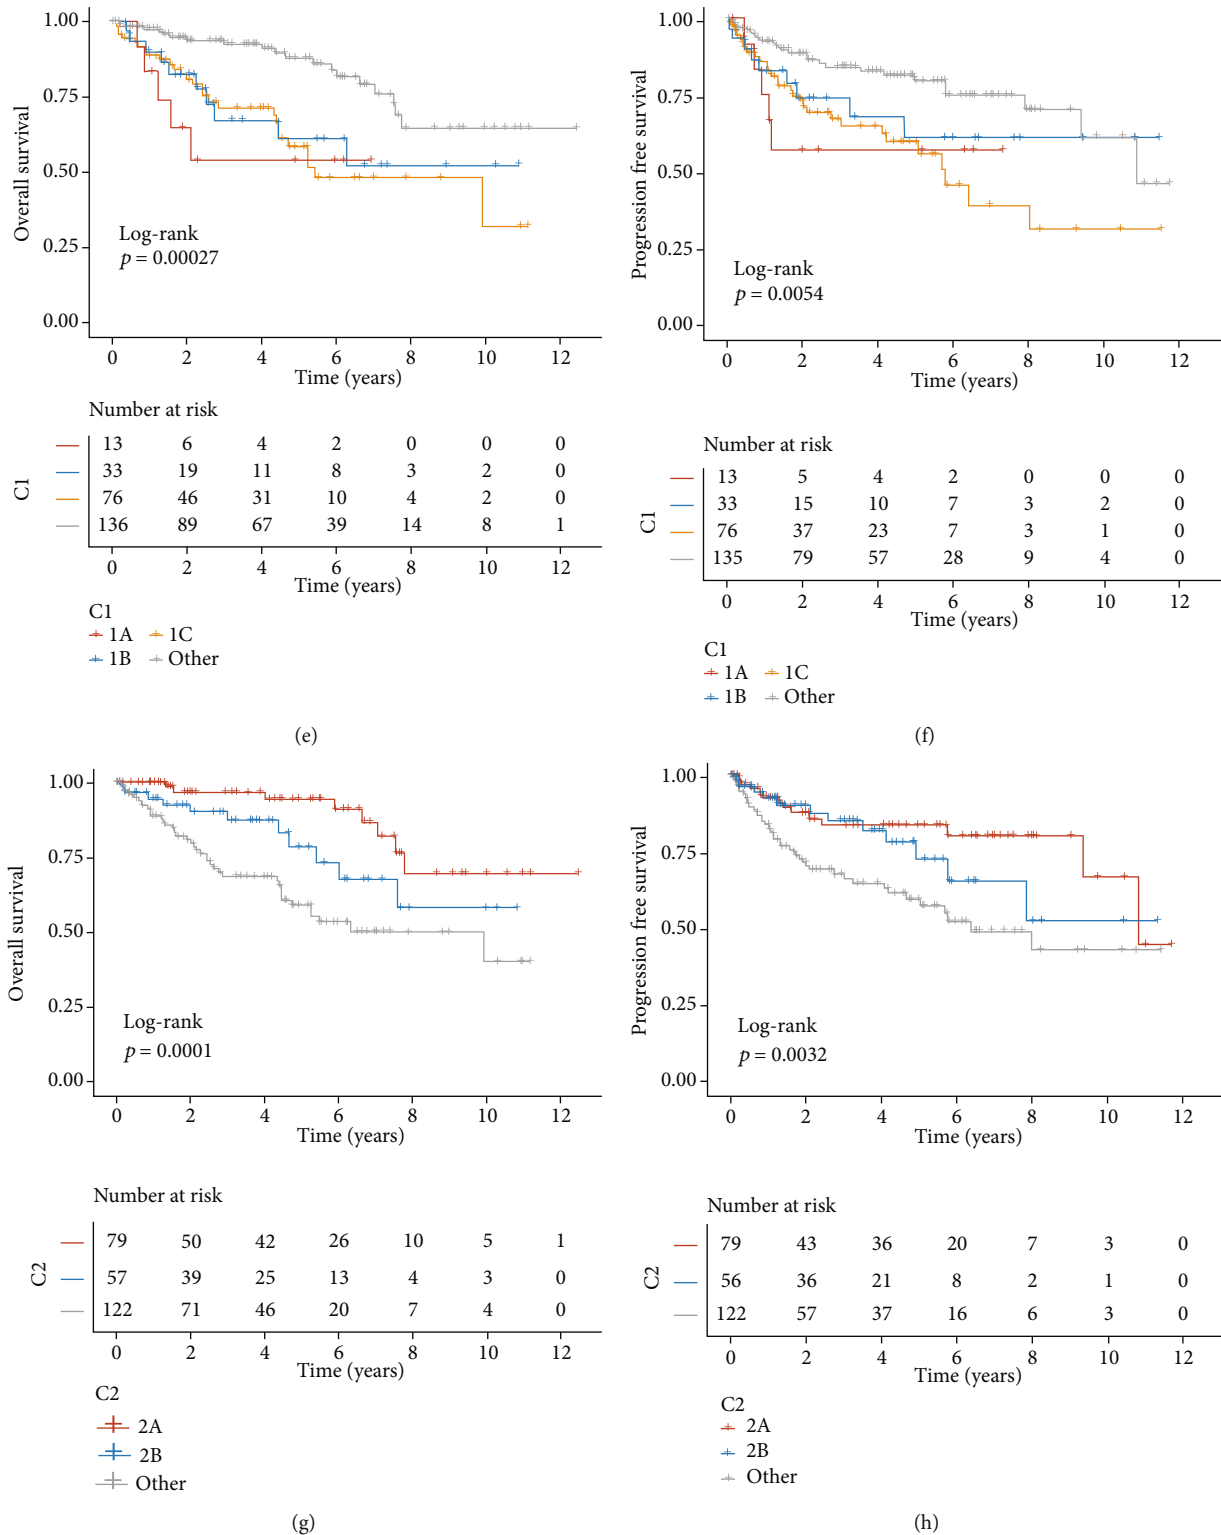 1.00
0.75
0.50
0.25
0.00
Overall survival
Log-rank
p = 0.00027
0 2 4 6 8 10 12
Time (years)
Number at risk
C1
13 6 4 2 0 0 0
33 19 11 8 3 2 0
76 46 31 10 4 2 0
136 89 67 39 14 8 1
0 2 4 6 8 10 12
Time (years)
C1
1A 1C
1B Other
(e)
1.00
0.75
0.50
0.25
0.00
Progression free survival
Log-rank
p = 0.0054
0 2 4 6 8 10 12
Time (years)
Number at risk
C1
13 5 4 2 0 0 0
33 15 10 7 3 2 0
76 37 23 7 3 1 0
135 79 57 28 9 4 0
0 2 4 6 8 10 12
Time (years)
C1
1A 1C
1B Other
(f)
1.00
0.75
0.50
0.25
0.00
Overall survival
Log-rank
p = 0.0001
0 2 4 6 8 10 12
Time (years)
Number at risk
C2
79 50 42 26 10 5 1
57 39 25 13 4 3 0
122 71 46 20 7 4 0
0 2 4 6 8 10 12
Time (years)
C2
2A
2B
Other
(g)
1.00
0.75
0.50
0.25
0.00
Progression free survival
Log-rank
p = 0.0032
0 2 4 6 8 10 12
Time (years)
Number at risk
C2
79 43 36 20 7 3 0
56 36 21 8 2 1 0
122 57 37 16 6 3 0
0 2 4 6 8 10 12
Time (years)
C2
2A
2B
Other
(h)